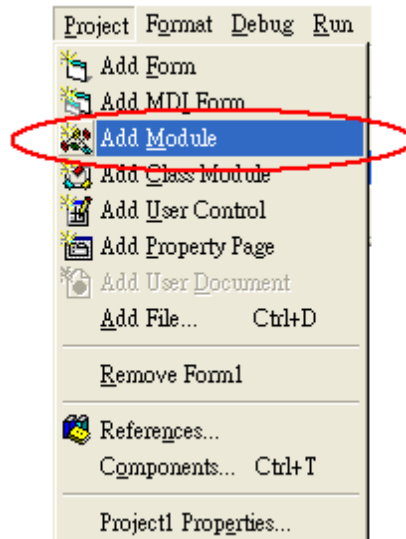 Project Format Debug Run
Add Form
Add MDI Form
Add Module
Add Class Module
Add User Control
Add Property Page
Add User Document
Add File... Ctrl+D
Remove Form1
References...
Components... Ctrl+T
Project1 Properties...